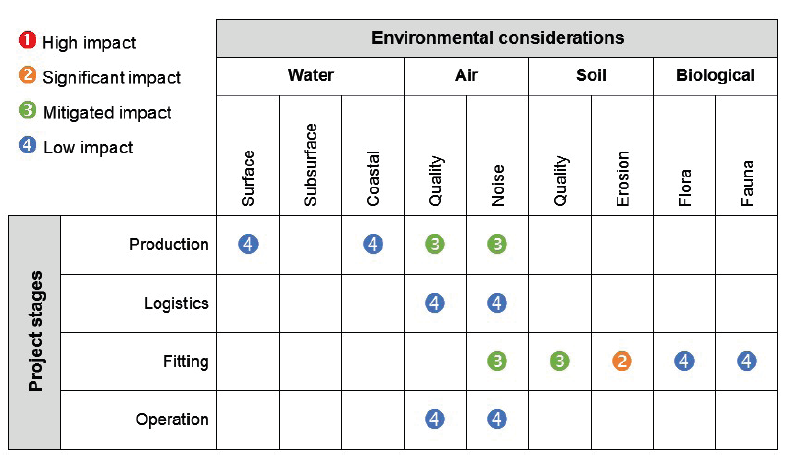 1 High impact
2 Significant impact
3 Mitigated impact
4 Low impact
Environmental considerations
Water Air Soil Biological
Surface Subsurface Coastal Quality Noise Quality Erosion Flora Fauna
Project stages
Production 4 4 3 3
Logistics 4 4
Fitting 3 3 2 4 4
Operation 4 4